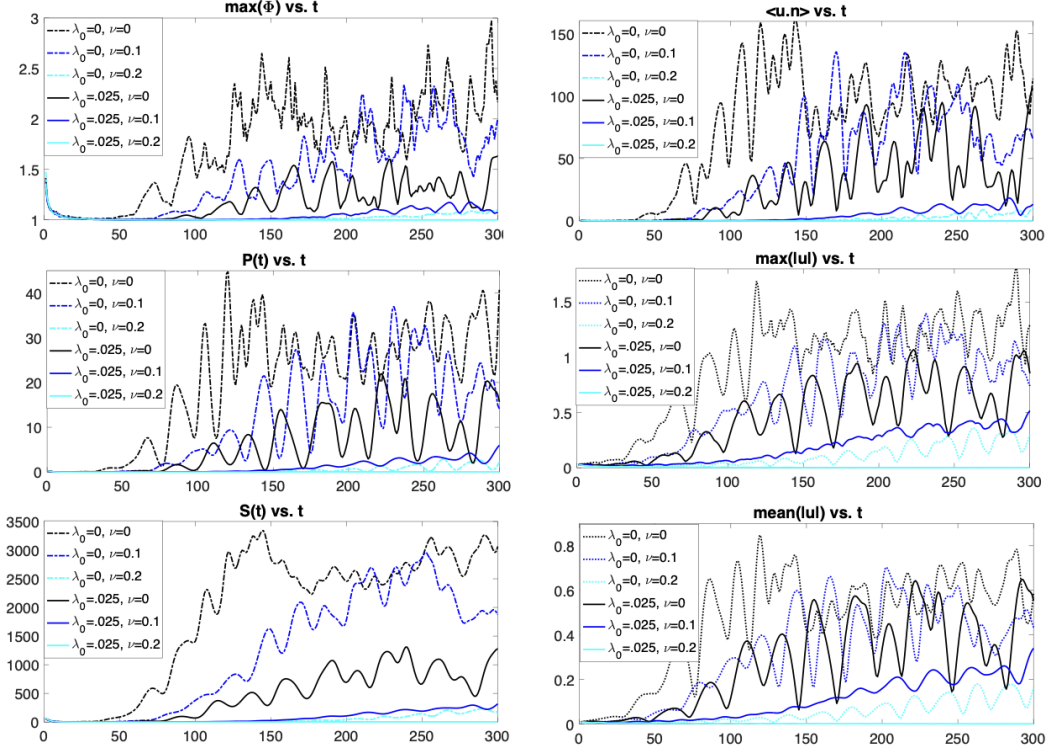 max(Φ) vs. t
3
2.5
2
1.5
1
0 50 100 150 200 250 300
λ0=0, ν=0
λ0=0, ν=0.1
λ0=0, ν=0.2
λ0=.025, ν=0
λ0=.025, ν=0.1
λ0=.025, ν=0.2
<u.n> vs. t
150
100
50
0
0 50 100 150 200 250 300
λ0=0, ν=0
λ0=0, ν=0.1
λ0=0, ν=0.2
λ0=.025, ν=0
λ0=.025, ν=0.1
λ0=.025, ν=0.2
P(t) vs. t
40
30
20
10
0
0 50 100 150 200 250 300
λ0=0, ν=0
λ0=0, ν=0.1
λ0=0, ν=0.2
λ0=.025, ν=0
λ0=.025, ν=0.1
λ0=.025, ν=0.2
max(|u|) vs. t
1.5
1
0.5
0
0 50 100 150 200 250 300
λ0=0, ν=0
λ0=0, ν=0.1
λ0=0, ν=0.2
λ0=.025, ν=0
λ0=.025, ν=0.1
λ0=.025, ν=0.2
S(t) vs. t
3500
3000
2500
2000
1500
1000
500
0
0 50 100 150 200 250 300
λ0=0, ν=0
λ0=0, ν=0.1
λ0=0, ν=0.2
λ0=.025, ν=0
λ0=.025, ν=0.1
λ0=.025, ν=0.2
mean(|u|) vs. t
0.8
0.6
0.4
0.2
0
0 50 100 150 200 250 300
λ0=0, ν=0
λ0=0, ν=0.1
λ0=0, ν=0.2
λ0=.025, ν=0
λ0=.025, ν=0.1
λ0=.025, ν=0.2